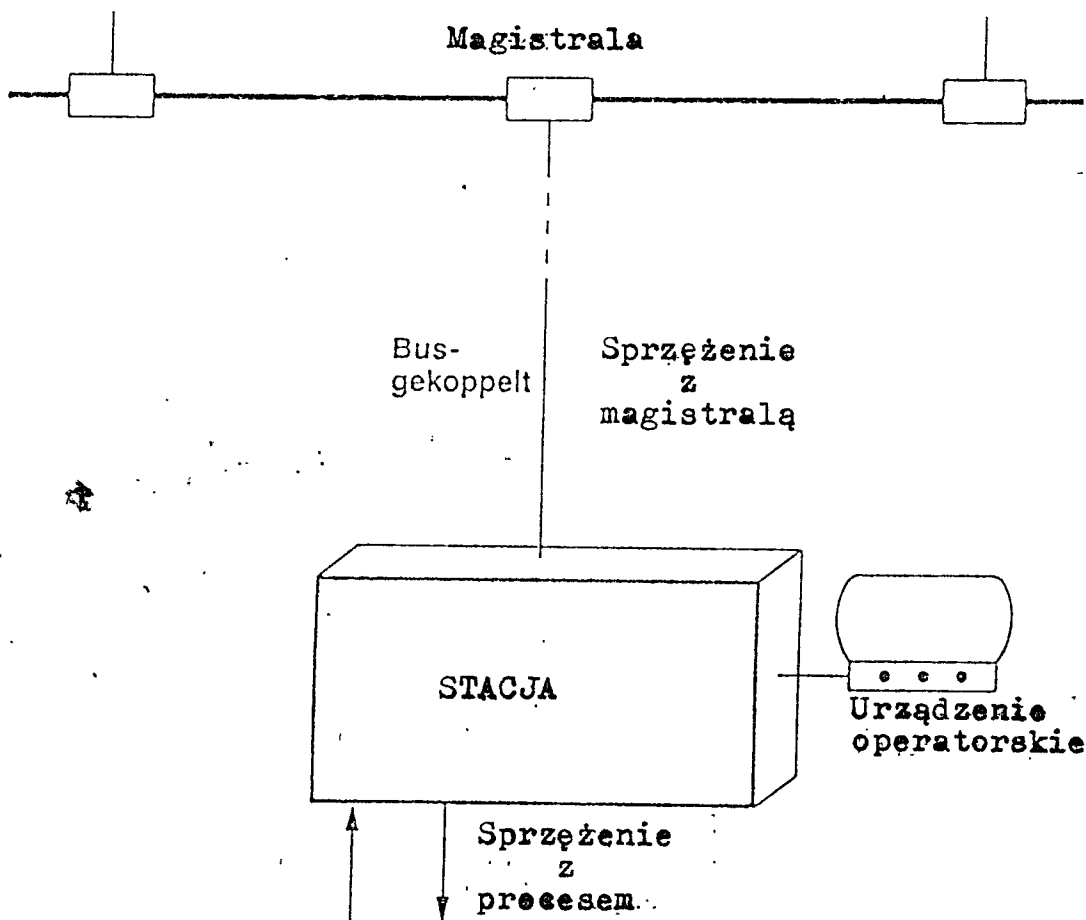 Magistrala
Bus-
gekoppelt
Sprzężenie
z
magistralą
STACJA
Urządzenie
operatorskie
Sprzężenie
z
procesem